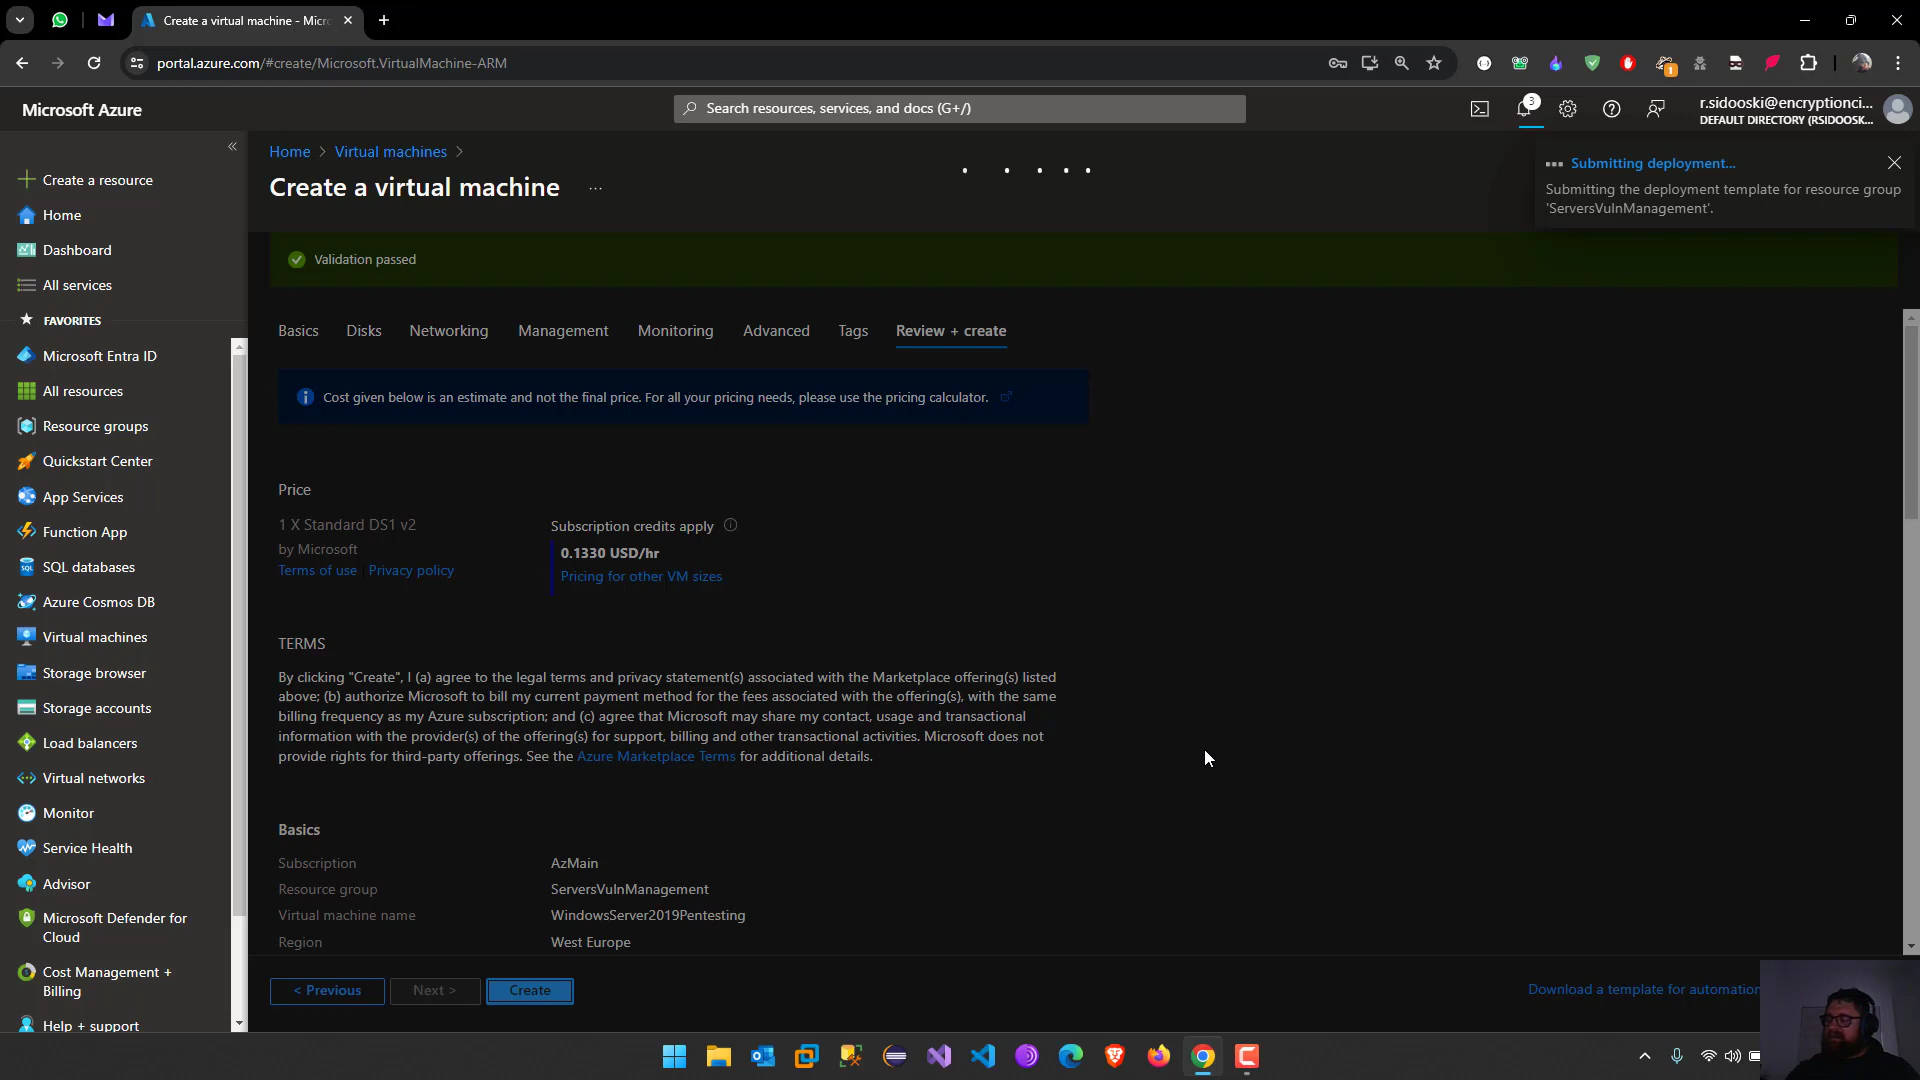 Create a virtual machine - Micr
portal.azure.com/#create/Microsoft.VirtualMachine-ARM
1
Microsoft Azure
Search resources, services, and docs (G+/)
3
r.sidooski@encryptionci...
DEFAULT DIRECTORY (RSIDOOSK...
Create a resource
Home
Dashboard
All services
FAVORITES
Microsoft Entra ID
All resources
Resource groups
Quickstart Center
App Services
Function App
SQL databases
Azure Cosmos DB
Virtual machines
Storage browser
Storage accounts
Load balancers
Virtual networks
Monitor
Service Health
Advisor
Microsoft Defender for
Cloud
Cost Management +
Billing
Help + support
Home > Virtual machines >
Create a virtual machine ...
Submitting deployment...
Submitting the deployment template for resource group
'ServersVulnManagement'.
Validation passed
Basics Disks Networking Management Monitoring Advanced Tags Review + create
Cost given below is an estimate and not the final price. For all your pricing needs, please use the pricing calculator.
Price
1 X Standard DS1 v2
by Microsoft
Terms of use | Privacy policy
Subscription credits apply
0.1330 USD/hr
Pricing for other VM sizes
TERMS
By clicking "Create", I (a) agree to the legal terms and privacy statement(s) associated with the Marketplace offering(s) listed
above; (b) authorize Microsoft to bill my current payment method for the fees associated with the offering(s), with the same
billing frequency as my Azure subscription; and (c) agree that Microsoft may share my contact, usage and transactional
information with the provider(s) of the offering(s) for support, billing and other transactional activities. Microsoft does not
provide rights for third-party offerings. See the Azure Marketplace Terms for additional details.
Basics
Subscription AzMain
Resource group ServersVulnManagement
Virtual machine name WindowsServer2019Pentesting
Region West Europe
< Previous Next > Create
Download a template for automation